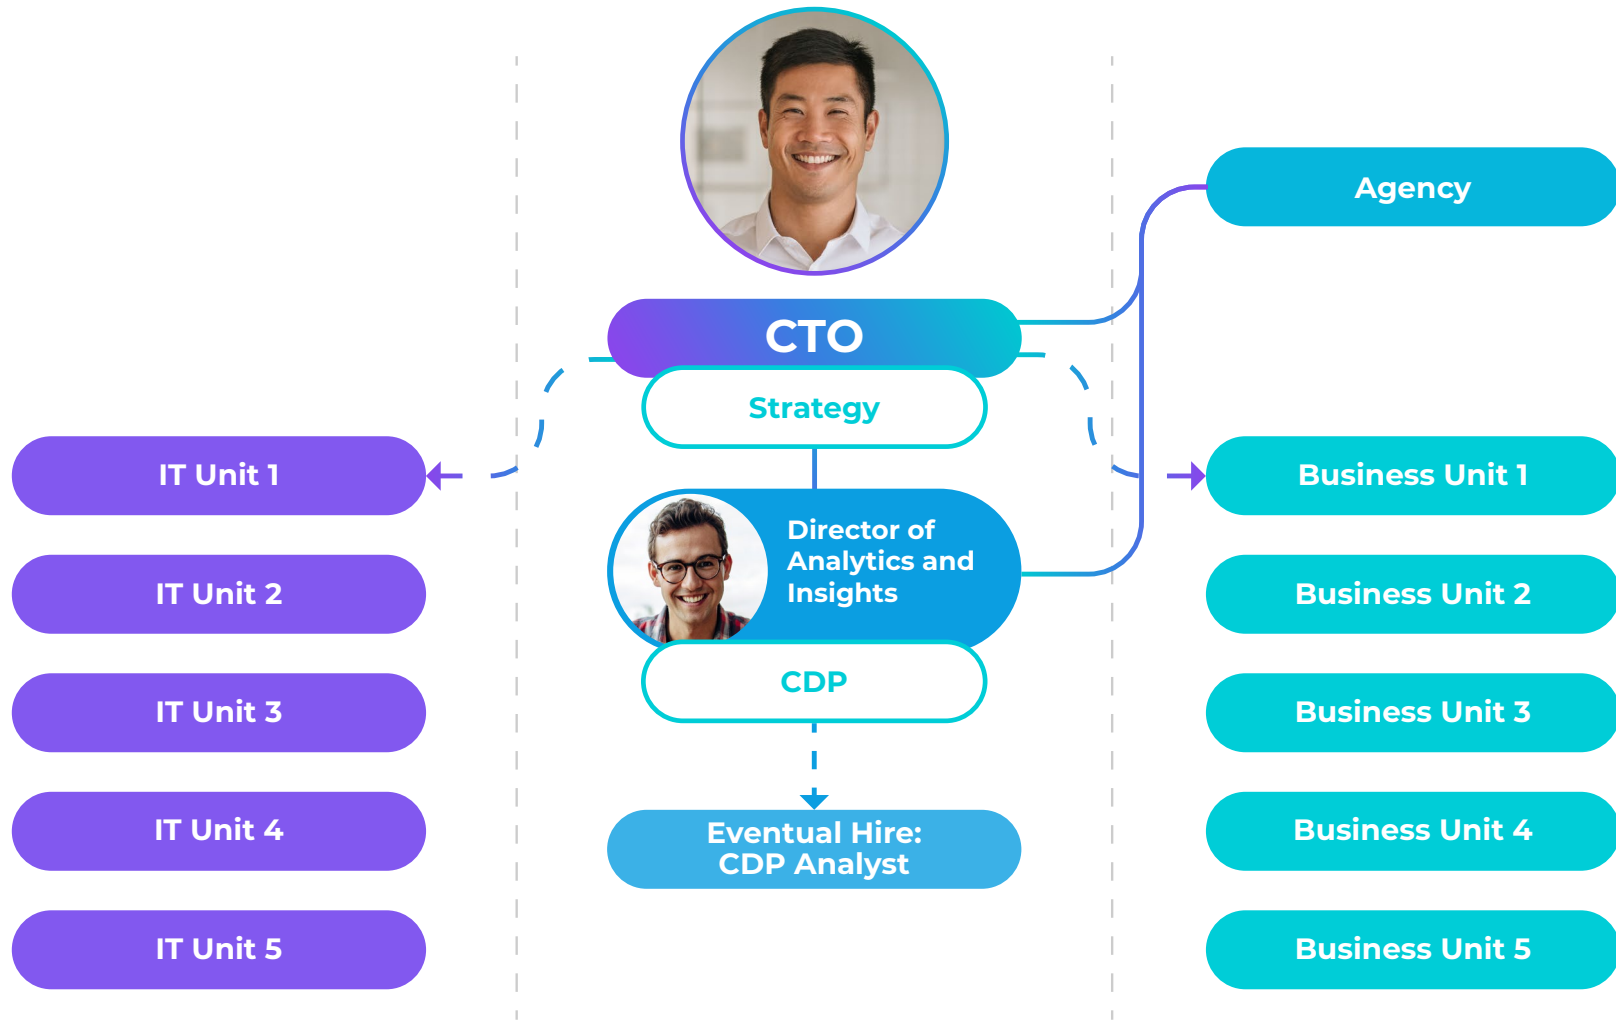 CTO
Strategy
Director of
Analytics and
Insights
CDP
Eventual Hire:
CDP Analyst
IT Unit 1
IT Unit 2
IT Unit 3
IT Unit 4
IT Unit 5
Agency
Business Unit 1
Business Unit 2
Business Unit 3
Business Unit 4
Business Unit 5